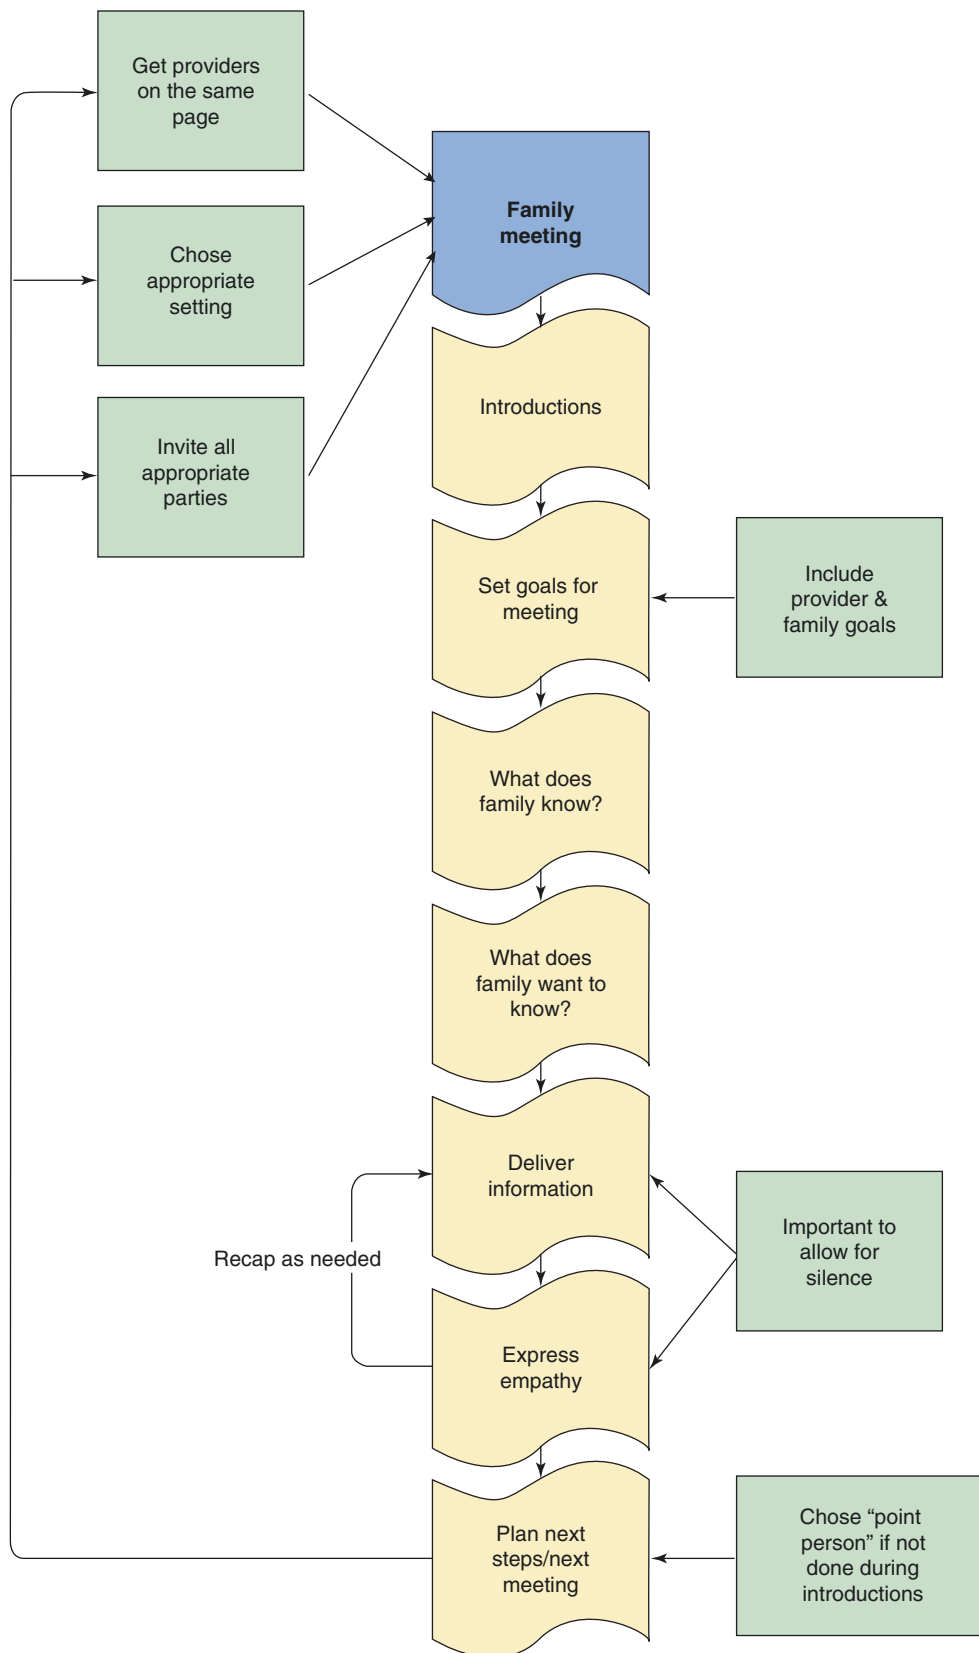 Get providers
on the same
page
Family
meeting
Chose
appropriate
setting
Introductions
Invite all
appropriate
parties
Set goals for
meeting
Include
provider &
family goals
What does
family know?
What does
family want to
know?
Deliver
information
Recap as needed
Important to
allow for
silence
Express
empathy
Plan next
steps/next
meeting
Chose “point
person” if not
done during
introductions